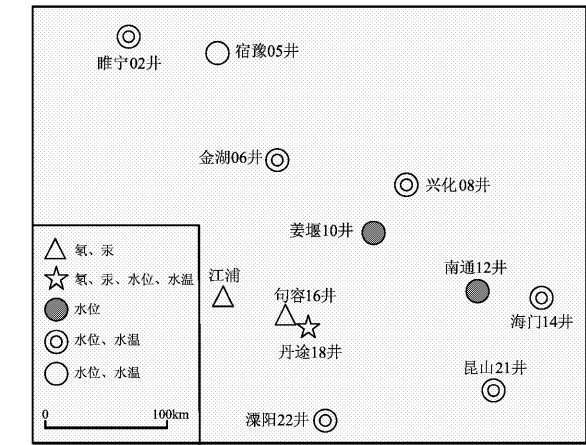 睢宁02井
宿豫05井
金湖06井
兴化08井
姜堰10井
江浦
句容16井
丹途18井
南通12井
海门14井
昆山21井
溧阳22井
氡、汞
氡、汞、水位、水温
水位
水位、水温
水位、水温
0
100km